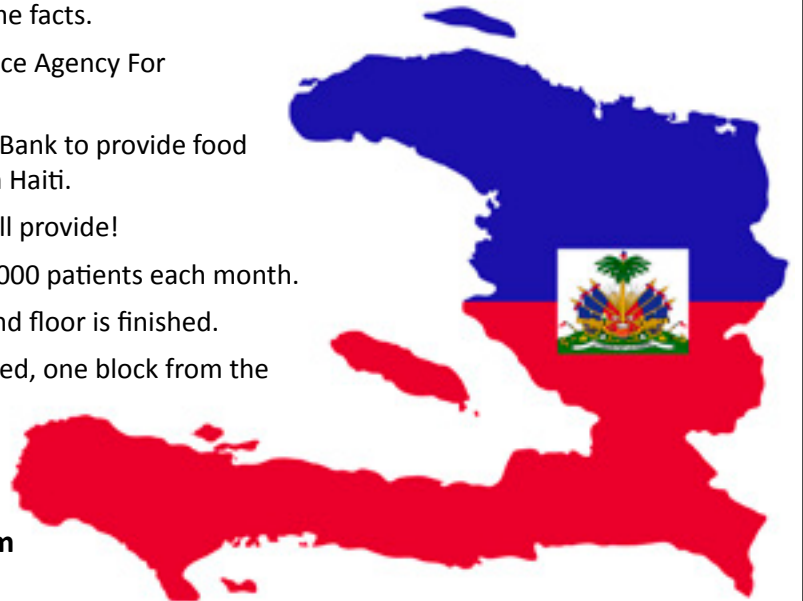 ne facts.
ce Agency For
Bank to provide food
n Haiti.
ll provide!
000 patients each month.
nd floor is finished.
ed, one block from the
m